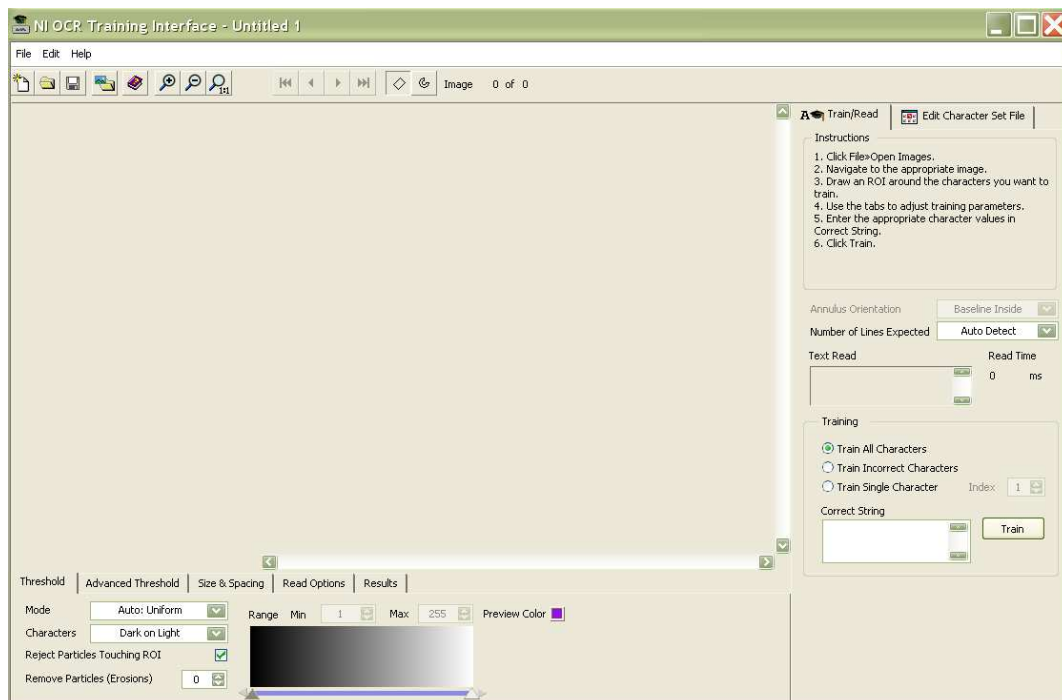 NI OCR Training Interface - Untitled 1
File Edit Help
1:1
Image 0 of 0
A Train/Read
Edit Character Set File
Instructions
1. Click File»Open Images.
2. Navigate to the appropriate image.
3. Draw an ROI around the characters you want to
train.
4. Use the tabs to adjust training parameters.
5. Enter the appropriate character values in
Correct String.
6. Click Train.
Annulus Orientation Baseline Inside
Number of Lines Expected Auto Detect
Text Read Read Time
0 ms
Training
Train All Characters
Train Incorrect Characters
Train Single Character Index 1
Correct String
Train
Threshold Advanced Threshold Size & Spacing Read Options Results
Mode Auto: Uniform
Range Min 1 Max 255 Preview Color
Characters Dark on Light
Reject Particles Touching ROI
Remove Particles (Erosions) 0